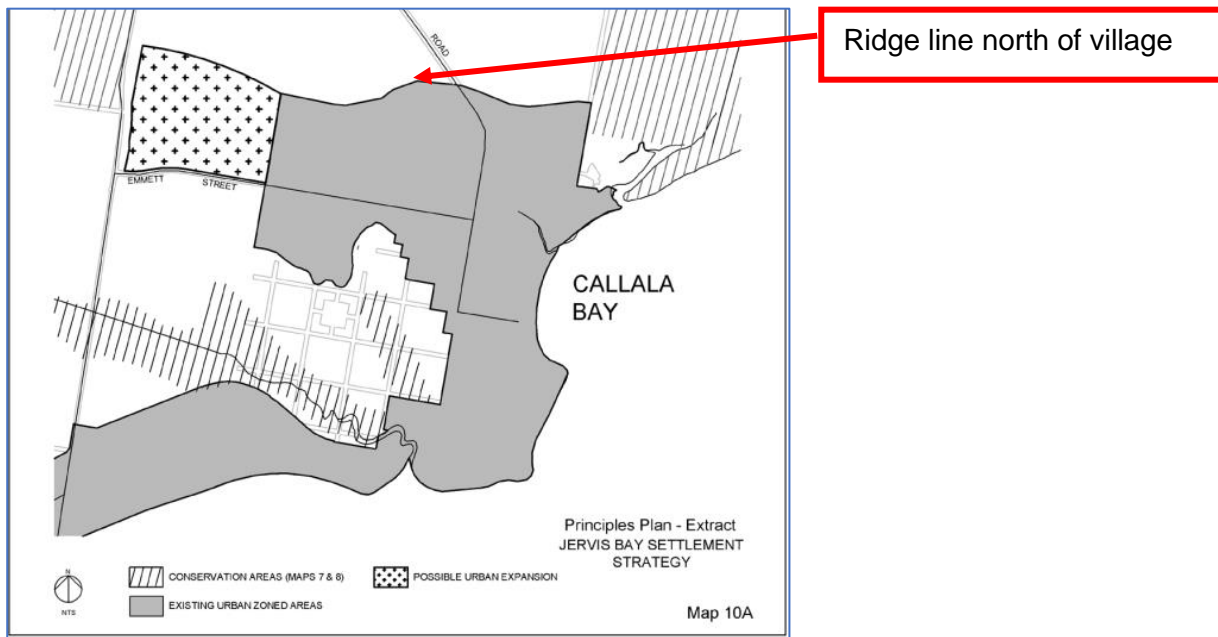 Ridge line north of village
ROAD
EMMETT STREET
CALLALA
BAY
Principles Plan - Extract
JERVIS BAY SETTLEMENT
STRATEGY
N
NTS
CONSERVATION AREAS (MAPS 7 & 8)
POSSIBLE URBAN EXPANSION
EXISTING URBAN ZONED AREAS
Map 10A